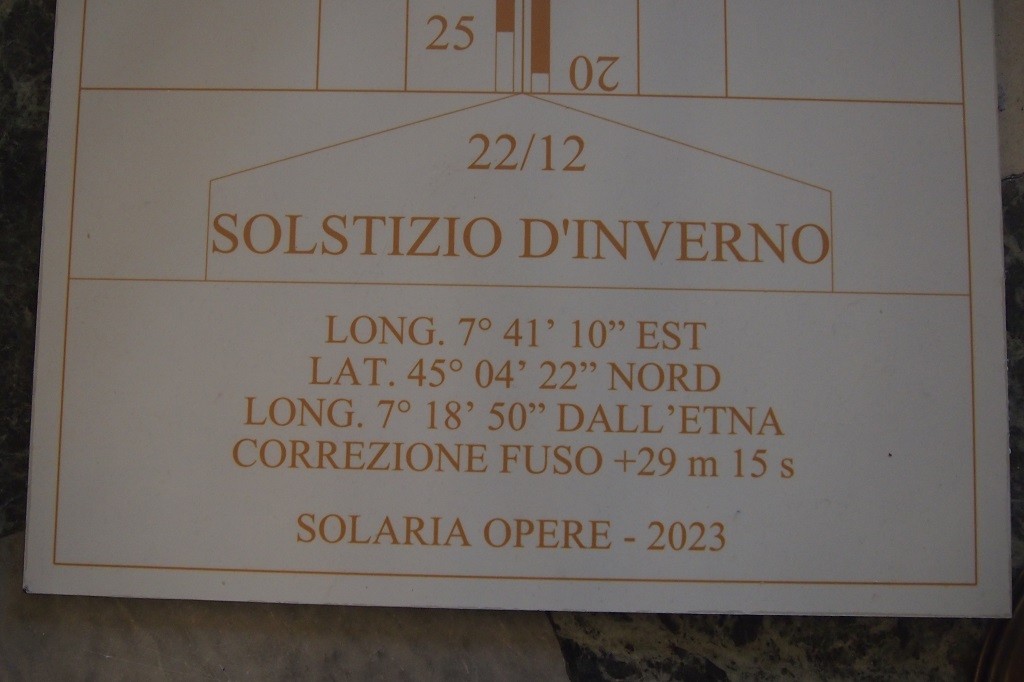 25
20
22/12
SOLSTIZIO D'INVERNO
LONG. 7° 41’ 10” EST
LAT. 45° 04’ 22” NORD
LONG. 7° 18’ 50” DALL’ETNA
CORREZIONE FUSO +29 m 15 s
SOLARIA OPERE - 2023